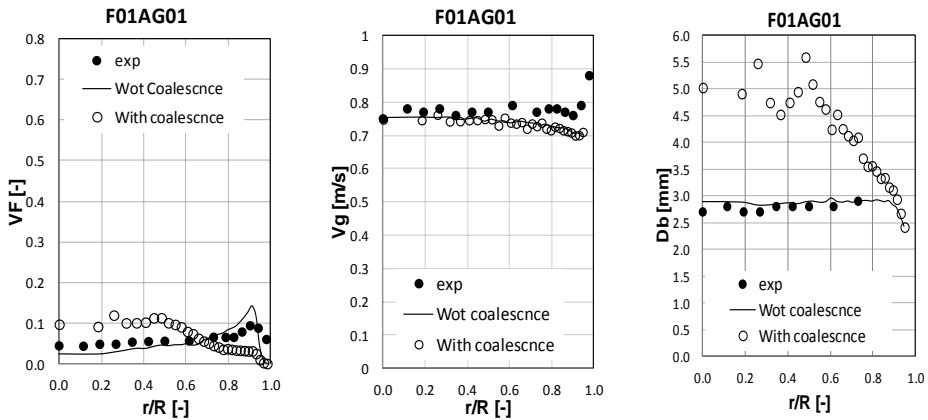 F01AG01
0.8
0.7
0.6
0.5
0.4
0.3
0.2
0.1
0.0
VF [-]
exp
Wot Coalescnce
With coalescnce
0.0 0.2 0.4 0.6 0.8 1.0
r/R [-]
F01AG01
1
0.9
0.8
0.7
0.6
0.5
0.4
0.3
0.2
0.1
0
Vg [m/s]
exp
Wot coalescnce
With coalescnce
0.0 0.2 0.4 0.6 0.8 1.0
r/R [-]
F01AG01
6.0
5.5
5.0
4.5
4.0
3.5
3.0
2.5
2.0
1.5
1.0
0.5
0.0
Db [mm]
exp
Wot coalescnce
With coalescnce
0.0 0.2 0.4 0.6 0.8 1.0
r/R [-]